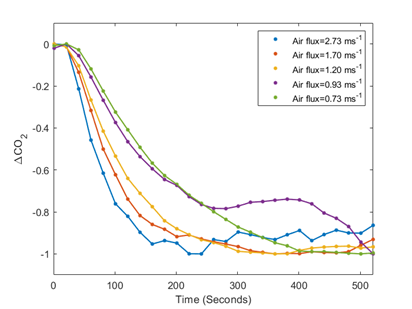 Air flux=2.73 ms⁻¹
Air flux=1.70 ms⁻¹
Air flux=1.20 ms⁻¹
Air flux=0.93 ms⁻¹
Air flux=0.73 ms⁻¹
ΔCO₂
0
-0.2
-0.4
-0.6
-0.8
-1
0 100 200 300 400 500
Time (Seconds)